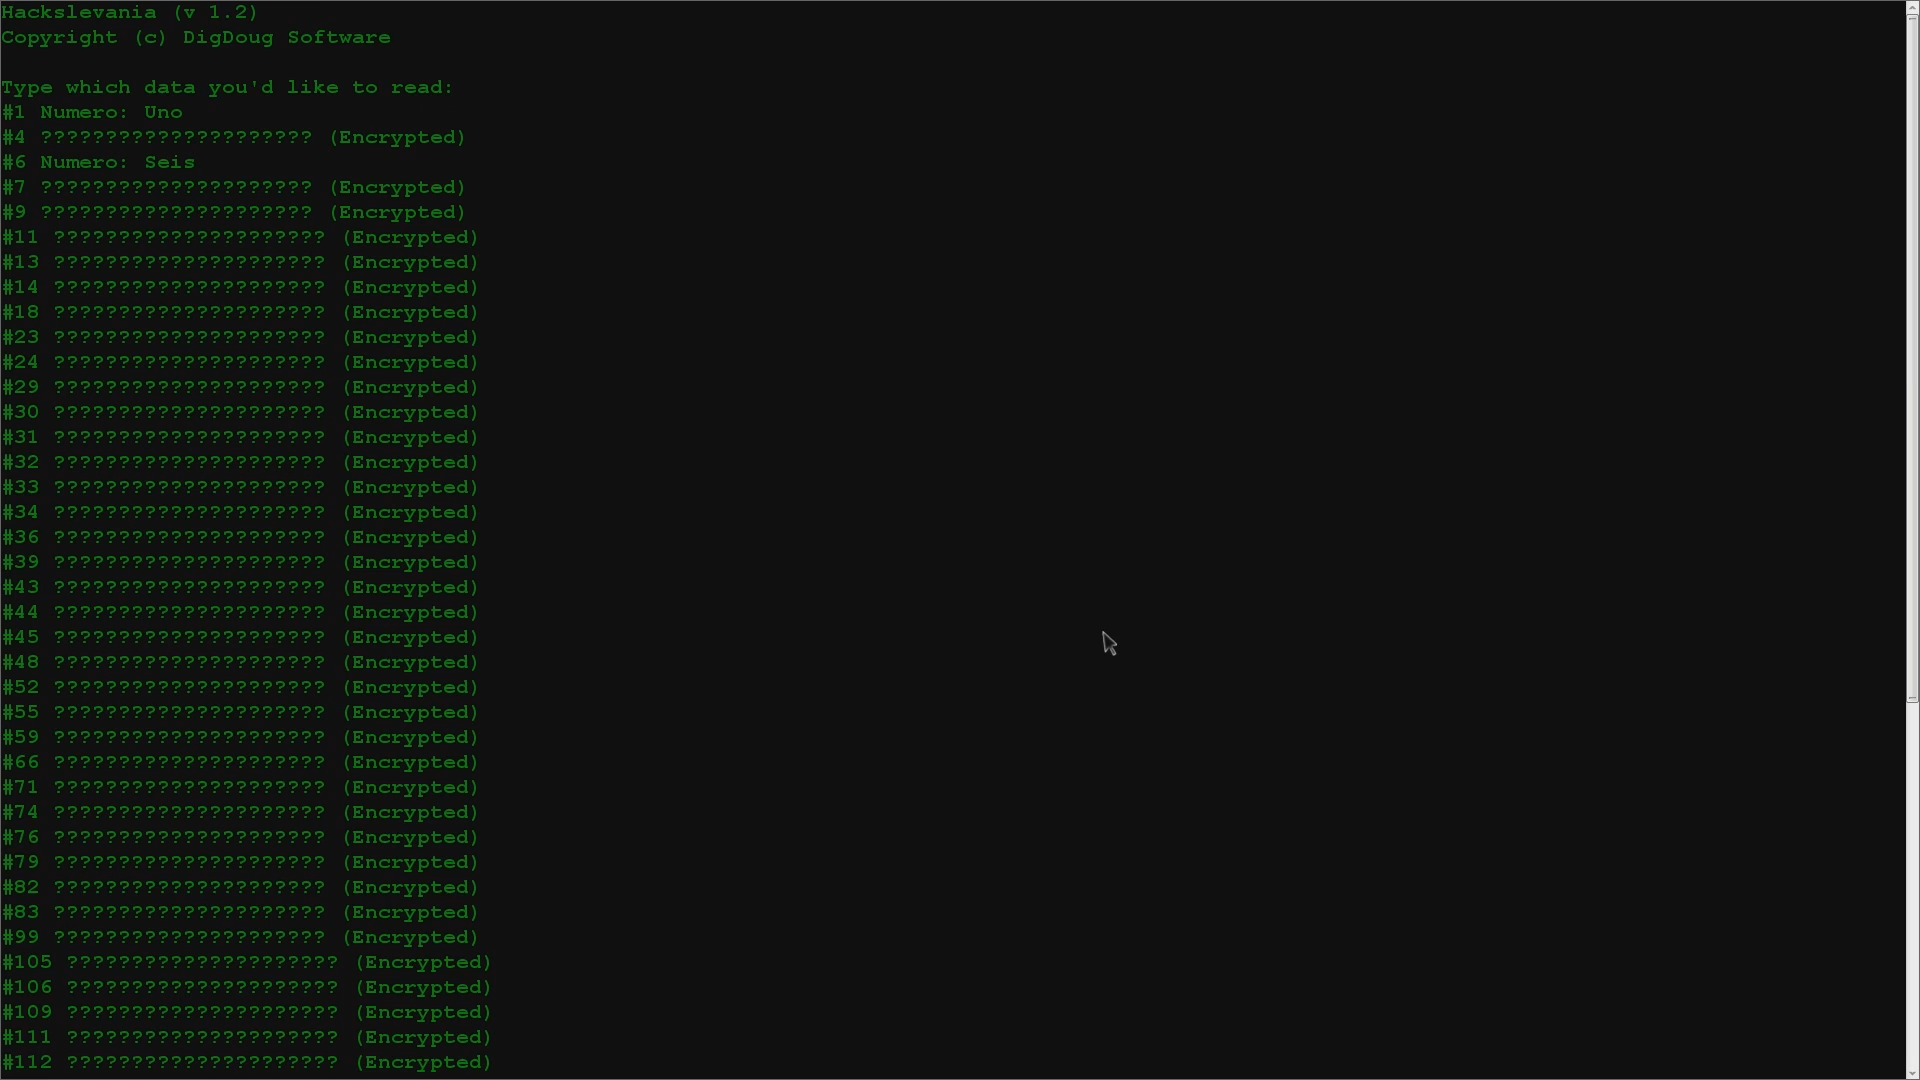 Hackslevania (v 1.2)
Copyright (c) DigDoug Software
Type which data you'd like to read:
#1 Numero: Uno
#4 ????????????????????? (Encrypted)
#6 Numero: Seis
#7 ????????????????????? (Encrypted)
#9 ????????????????????? (Encrypted)
#11 ????????????????????? (Encrypted)
#13 ????????????????????? (Encrypted)
#14 ????????????????????? (Encrypted)
#18 ????????????????????? (Encrypted)
#23 ????????????????????? (Encrypted)
#24 ????????????????????? (Encrypted)
#29 ????????????????????? (Encrypted)
#30 ????????????????????? (Encrypted)
#31 ????????????????????? (Encrypted)
#32 ????????????????????? (Encrypted)
#33 ????????????????????? (Encrypted)
#34 ????????????????????? (Encrypted)
#36 ????????????????????? (Encrypted)
#39 ????????????????????? (Encrypted)
#43 ????????????????????? (Encrypted)
#44 ????????????????????? (Encrypted)
#45 ????????????????????? (Encrypted)
#48 ????????????????????? (Encrypted)
#52 ????????????????????? (Encrypted)
#55 ????????????????????? (Encrypted)
#59 ????????????????????? (Encrypted)
#66 ????????????????????? (Encrypted)
#71 ????????????????????? (Encrypted)
#74 ????????????????????? (Encrypted)
#76 ????????????????????? (Encrypted)
#79 ????????????????????? (Encrypted)
#82 ????????????????????? (Encrypted)
#83 ????????????????????? (Encrypted)
#99 ????????????????????? (Encrypted)
#105 ????????????????????? (Encrypted)
#106 ????????????????????? (Encrypted)
#109 ????????????????????? (Encrypted)
#111 ????????????????????? (Encrypted)
#112 ????????????????????? (Encrypted)